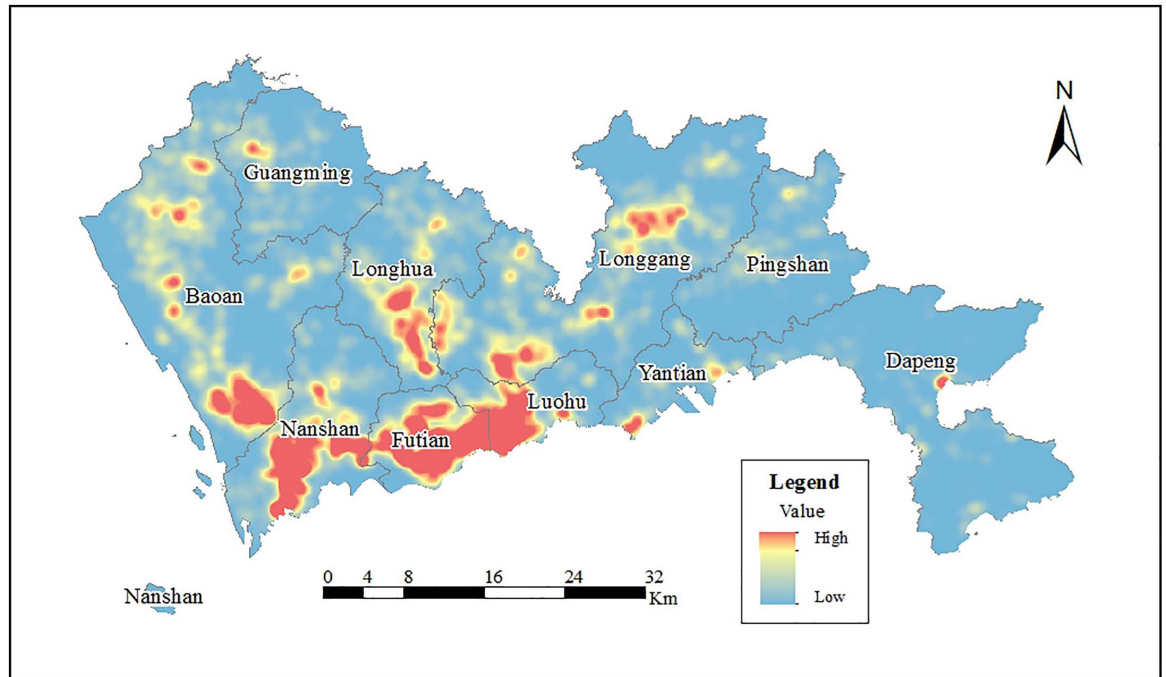 N
Guangming
Longhua
Longgang
Pingshan
Baoan
Dapeng
Yantian
Luohu
Nanshan
Futian
Legend
Value
High
Low
0 4 8 16 24 32
Km
Nanshan